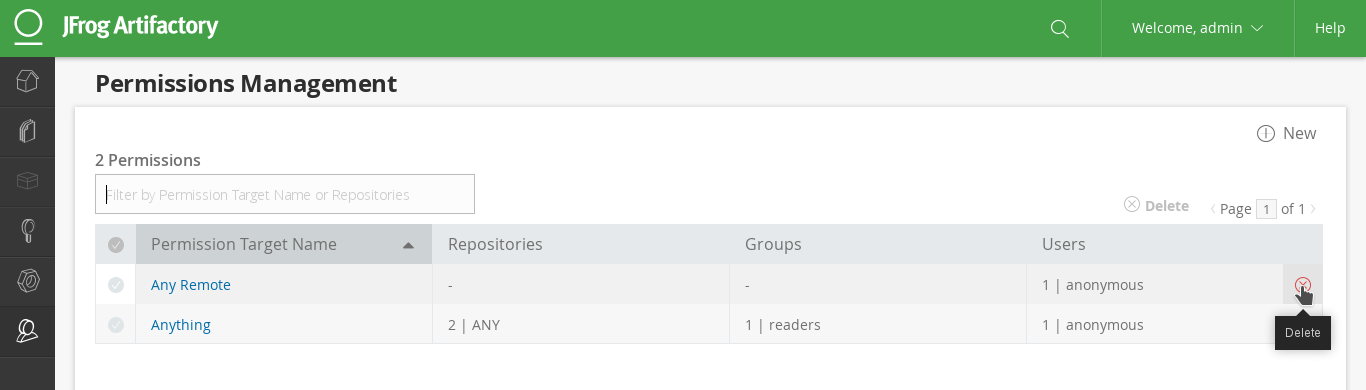 JFrog Artifactory
Welcome, admin
Help
Permissions Management
New
2 Permissions
Filter by Permission Target Name or Repositories
Delete
Page 1 of 1
Permission Target Name Repositories Groups Users
Any Remote - - 1 | anonymous
Anything 2 | ANY 1 | readers 1 | anonymous
Delete